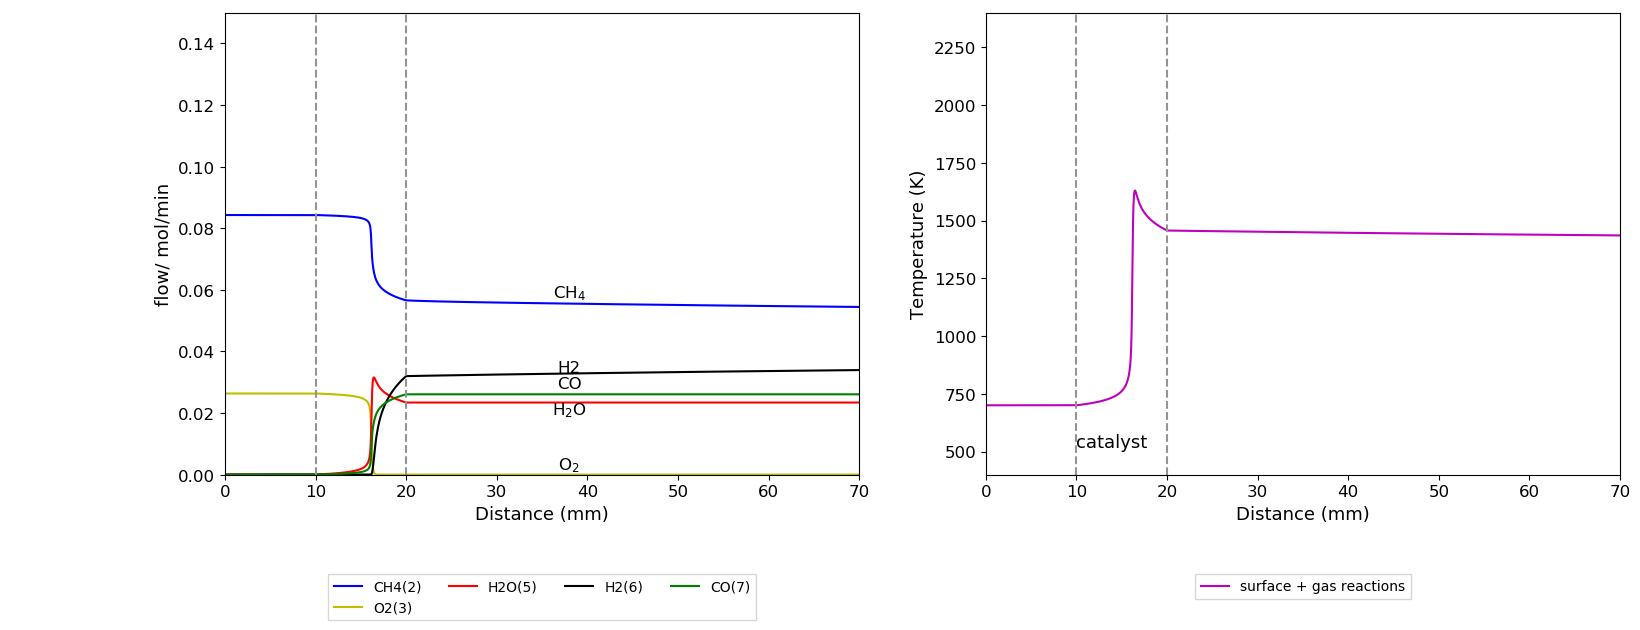 0.14
0.12
0.10
0.08
0.06
0.04
0.02
0.00
flow/ mol/min
CH₄
H2
CO
H₂O
O₂
0 10 20 30 40 50 60 70
Distance (mm)
CH4(2) H2O(5) H2(6) CO(7)
O2(3)
2250
2000
1750
1500
1250
1000
750
500
Temperature (K)
catalyst
0 10 20 30 40 50 60 70
Distance (mm)
surface + gas reactions